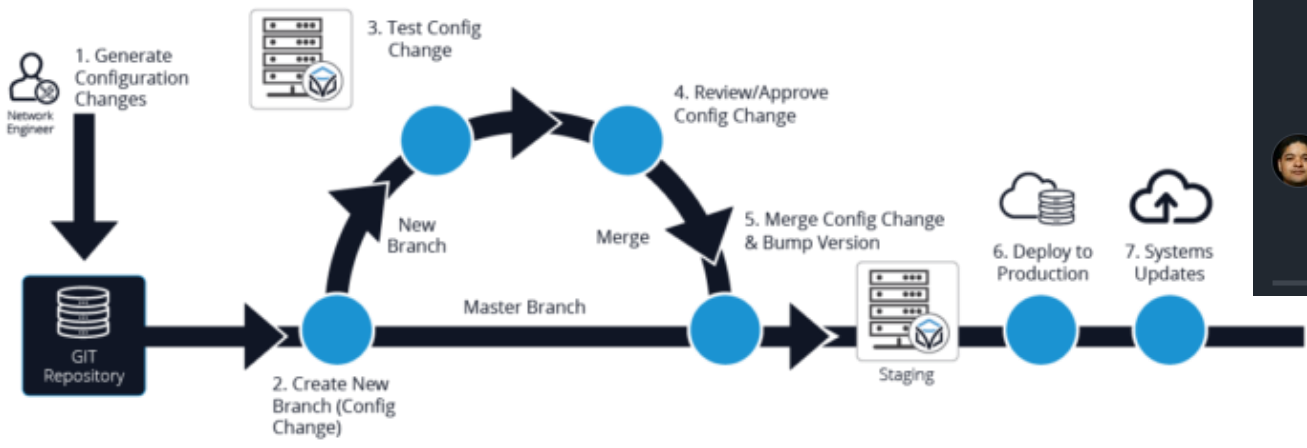 1. Generate
Configuration
Changes
Network
Engineer
GIT
Repository
2. Create New
Branch (Config
Change)
3. Test Config
Change
New
Branch
4. Review/Approve
Config Change
Merge
5. Merge Config Change
& Bump Version
Master Branch
Staging
6. Deploy to
Production
7. Systems
Updates